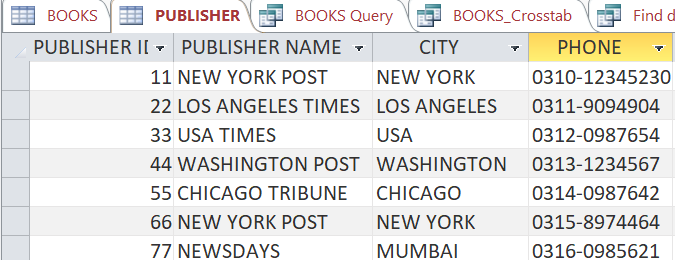 BOOKS PUBLISHER BOOKS Query BOOKS_Crosstab Find d
PUBLISHER ID PUBLISHER NAME CITY PHONE
11 NEW YORK POST NEW YORK 0310-12345230
22 LOS ANGELES TIMES LOS ANGELES 0311-9094904
33 USA TIMES USA 0312-0987654
44 WASHINGTON POST WASHINGTON 0313-1234567
55 CHICAGO TRIBUNE CHICAGO 0314-0987642
66 NEW YORK POST NEW YORK 0315-8974464
77 NEWSDAYS MUMBAI 0316-0985621